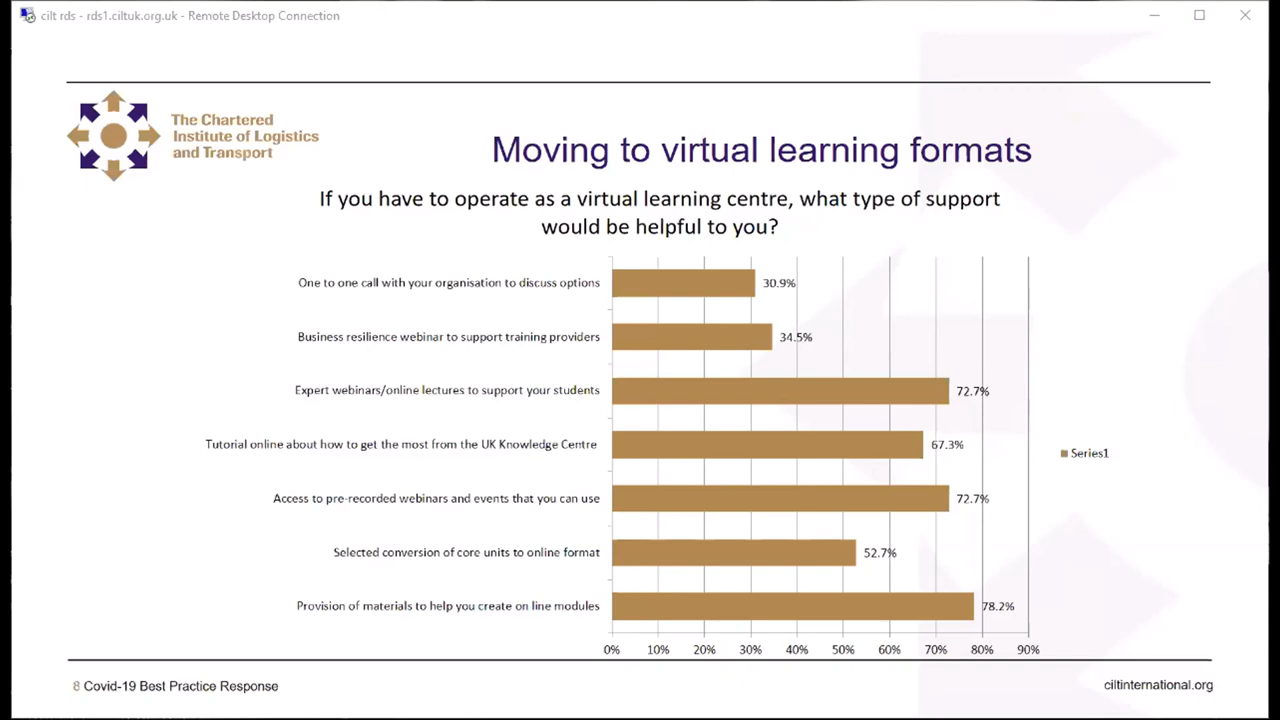 cilt rds - rds1.ciltuk.org.uk - Remote Desktop Connection
The Chartered
Institute of Logistics
and Transport
Moving to virtual learning formats
If you have to operate as a virtual learning centre, what type of support
would be helpful to you?
One to one call with your organisation to discuss options
30.9%
Business resilience webinar to support training providers
34.5%
Expert webinars/online lectures to support your students
72.7%
Tutorial online about how to get the most from the UK Knowledge Centre
67.3%
Series1
Access to pre-recorded webinars and events that you can use
72.7%
Selected conversion of core units to online format
52.7%
Provision of materials to help you create on line modules
78.2%
0% 10% 20% 30% 40% 50% 60% 70% 80% 90%
8 Covid-19 Best Practice Response
ciltinternational.org